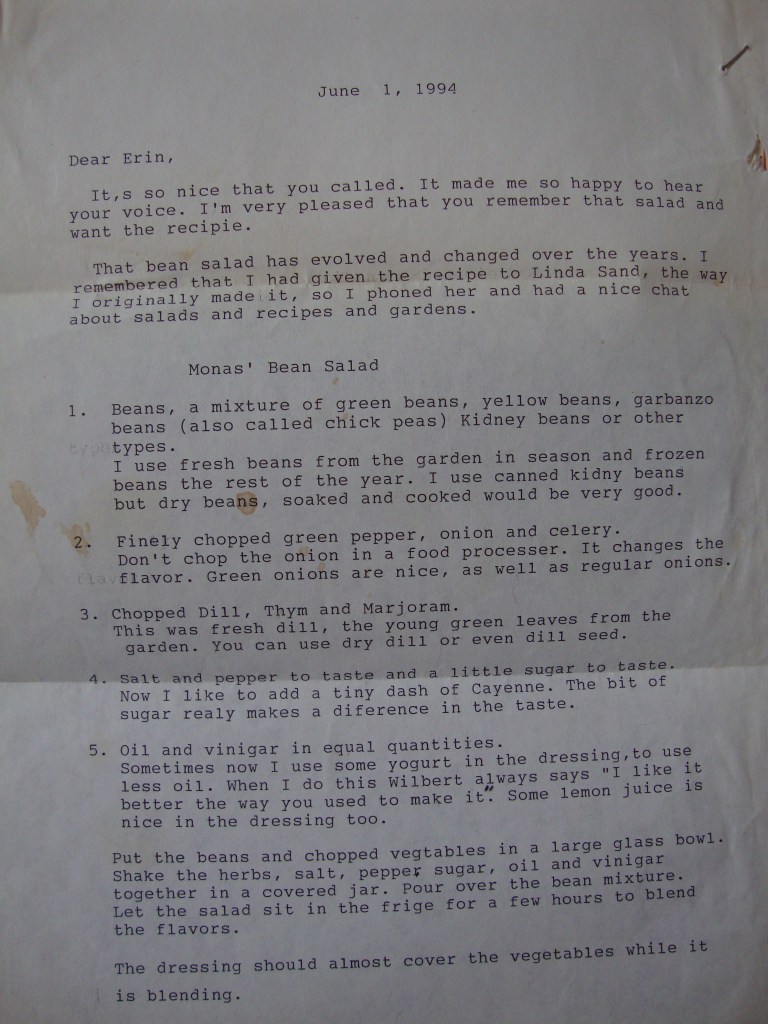 June 1, 1994
Dear Erin,
It,s so nice that you called. It made me so happy to hear
your voice. I'm very pleased that you remember that salad and
want the recipie.
That bean salad has evolved and changed over the years. I
remembered that I had given the recipe to Linda Sand, the way
I originally made it, so I phoned her and had a nice chat
about salads and recipes and gardens.
Monas' Bean Salad
1. Beans, a mixture of green beans, yellow beans, garbanzo
beans (also called chick peas) Kidney beans or other
types.
I use fresh beans from the garden in season and frozen
beans the rest of the year. I use canned kidny beans
but dry beans, soaked and cooked would be very good.
2. Finely chopped green pepper, onion and celery.
Don't chop the onion in a food processer. It changes the
flavor. Green onions are nice, as well as regular onions.
3. Chopped Dill, Thym and Marjoram.
This was fresh dill, the young green leaves from the
garden. You can use dry dill or even dill seed.
4. Salt and pepper to taste and a little sugar to taste.
Now I like to add a tiny dash of Cayenne. The bit of
sugar realy makes a diference in the taste.
5. Oil and vinigar in equal quantities.
Sometimes now I use some yogurt in the dressing,to use
less oil. When I do this Wilbert always says "I like it
better the way you used to make it". Some lemon juice is
nice in the dressing too.
Put the beans and chopped vegtables in a large glass bowl.
Shake the herbs, salt, pepper, sugar, oil and vinigar
together in a covered jar. Pour over the bean mixture.
Let the salad sit in the frige for a few hours to blend
the flavors.
The dressing should almost cover the vegetables while it
is blending.